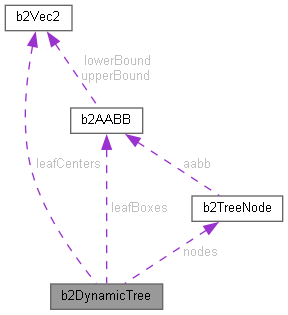 b2Vec2
lowerBound
upperBound
b2AABB
leafCenters
aabb
leafBoxes
b2TreeNode
nodes
b2DynamicTree